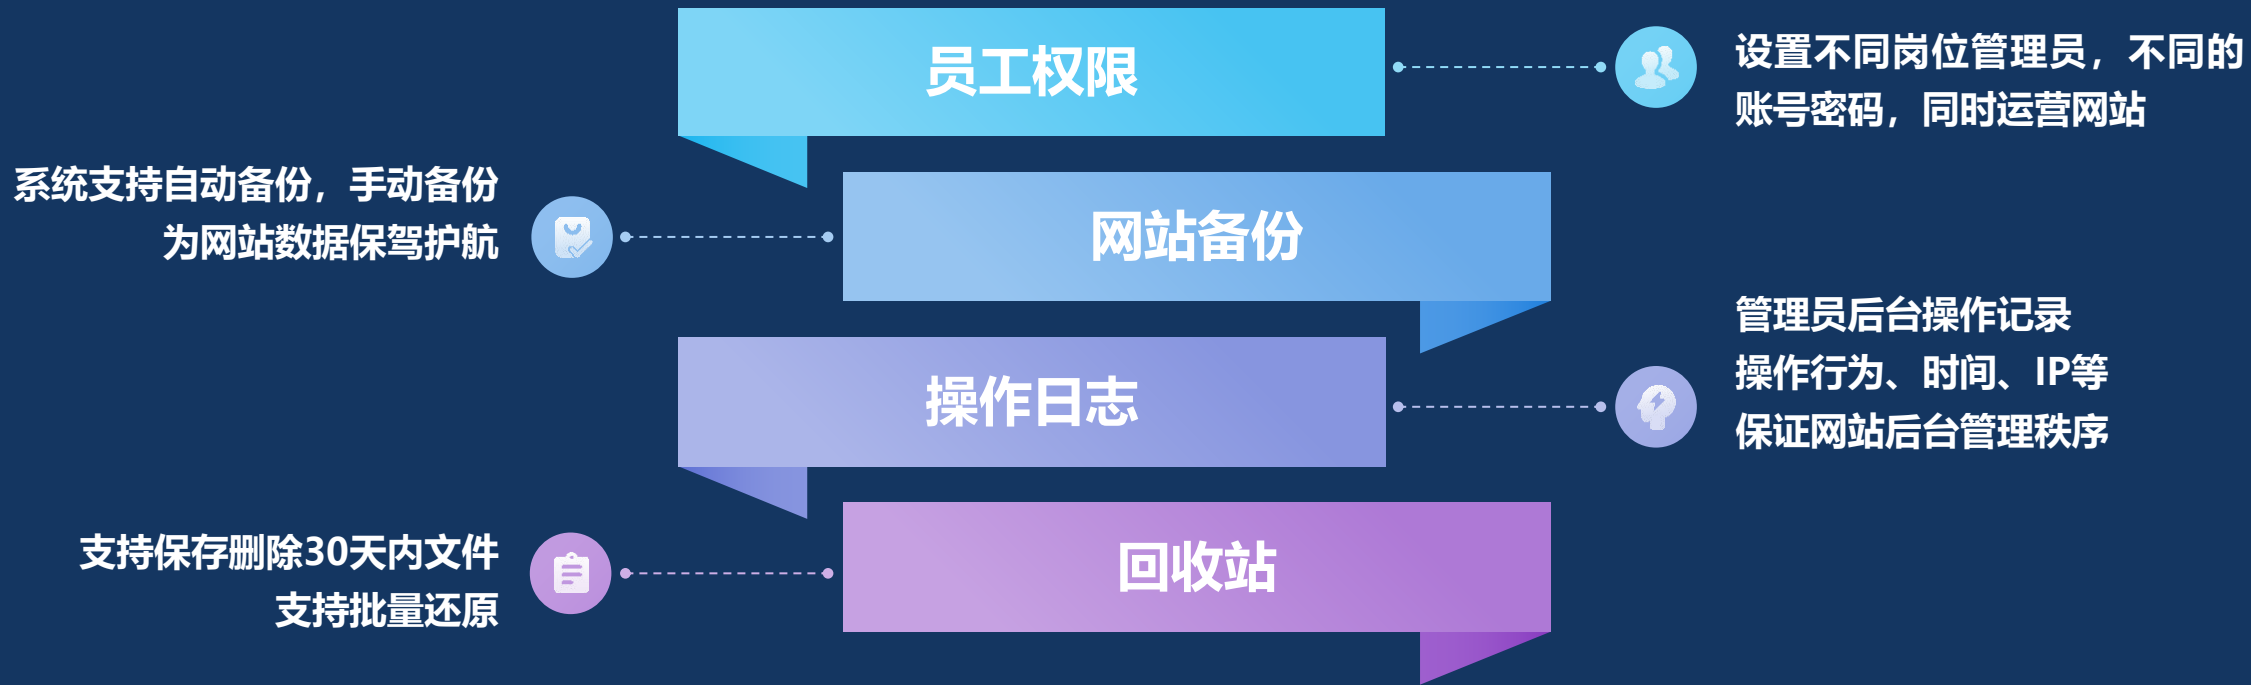 员工权限
设置不同岗位管理员，不同的
账号密码，同时运营网站
系统支持自动备份，手动备份
为网站数据保驾护航
网站备份
操作日志
管理员后台操作记录
操作行为、时间、IP等
保证网站后台管理秩序
支持保存删除30天内文件
支持批量还原
回收站